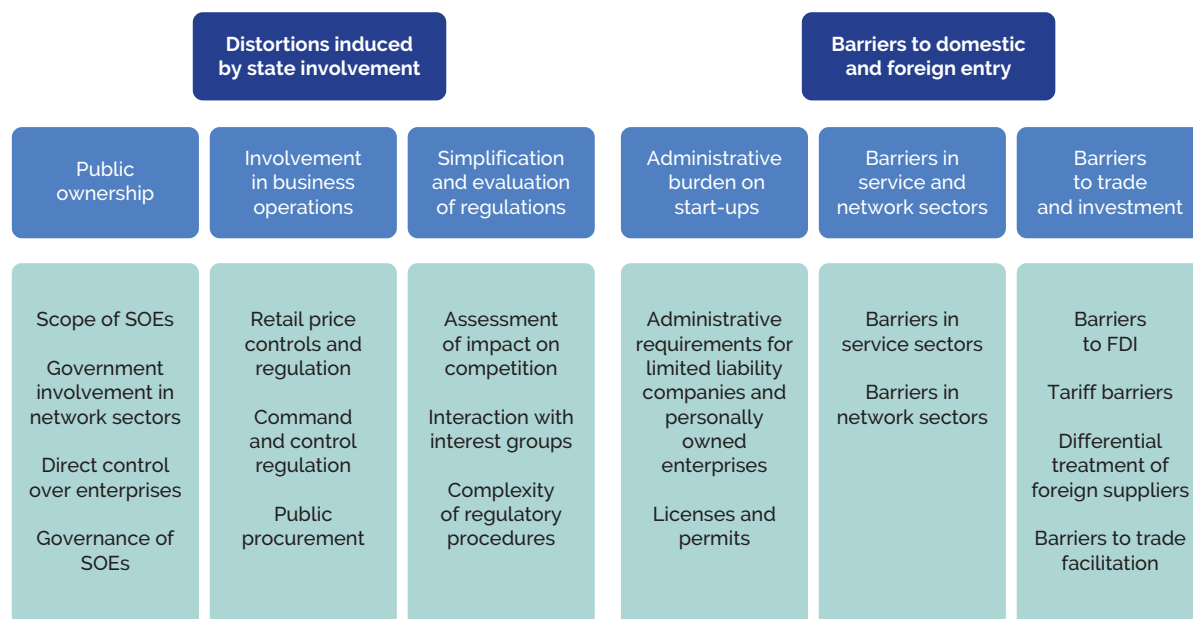 Distortions induced
by state involvement
Barriers to domestic
and foreign entry
Public
ownership
Involvement
in business
operations
Simplification
and evaluation
of regulations
Administrative
burden on
start-ups
Barriers in
service and
network sectors
Barriers
to trade
and investment
Scope of SOEs
Government
involvement in
network sectors
Direct control
over enterprises
Governance of
SOEs
Retail price
controls and
regulation
Command
and control
regulation
Public
procurement
Assessment
of impact on
competition
Interaction with
interest groups
Complexity
of regulatory
procedures
Administrative
requirements for
limited liability
companies and
personally
owned
enterprises
Licenses and
permits
Barriers in
service sectors
Barriers in
network sectors
Barriers
to FDI
Tariff barriers
Differential
treatment of
foreign suppliers
Barriers to trade
facilitation